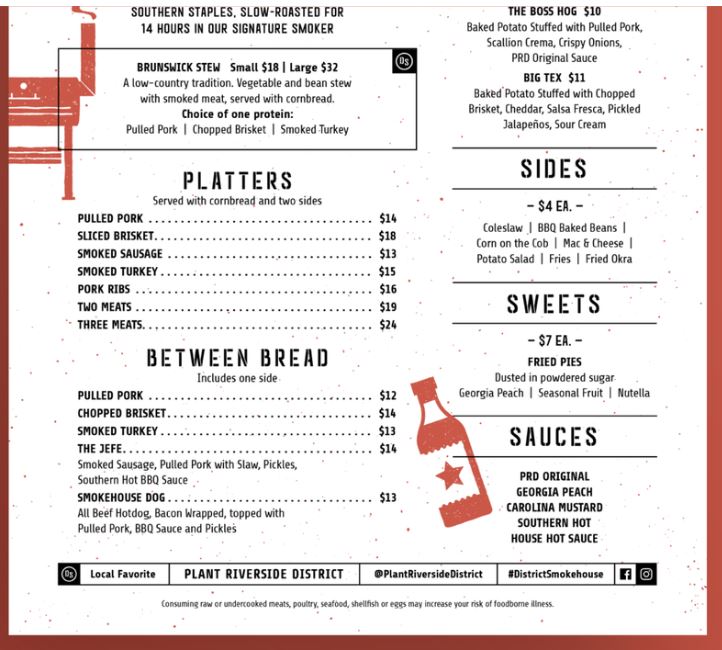 SOUTHERN STAPLES, SLOW-ROASTED FOR
14 HOURS IN OUR SIGNATURE SMOKER
DS
BRUNSWICK STEW Small $18 | Large $32
A low-country tradition. Vegetable and bean stew
with smoked meat, served with cornbread.
Choice of one protein:
Pulled Pork | Chopped Brisket | Smoked Turkey
PLATTERS
Served with cornbread and two sides
PULLED PORK ........................................ $14
SLICED BRISKET........................................ $18
SMOKED SAUSAGE ..................................... $13
SMOKED TURKEY....................................... $15
PORK RIBS .......................................... $16
TWO MEATS .......................................... $19
THREE MEATS.......................................... $24
BETWEEN BREAD
Includes one side
PULLED PORK ........................................ $12
CHOPPED BRISKET..................................... $14
SMOKED TURKEY....................................... $13
THE JEFE............................................ $14
Smoked Sausage, Pulled Pork with Slaw, Pickles,
Southern Hot BBQ Sauce
SMOKEHOUSE DOG ..................................... $13
All Beef Hotdog, Bacon Wrapped, topped with
Pulled Pork, BBQ Sauce and Pickles
THE BOSS HOG $10
Baked Potato Stuffed with Pulled Pork,
Scallion Crema, Crispy Onions,
PRD Original Sauce
BIG TEX $11
Baked Potato Stuffed with Chopped
Brisket, Cheddar, Salsa Fresca, Pickled
Jalapeños, Sour Cream
SIDES
– $4 EA. –
Coleslaw | BBQ Baked Beans |
Corn on the Cob | Mac & Cheese |
Potato Salad | Fries | Fried Okra
SWEETS
– $7 EA. –
FRIED PIES
Dusted in powdered sugar
Georgia Peach | Seasonal Fruit | Nutella
SAUCES
PRD ORIGINAL
GEORGIA PEACH
CAROLINA MUSTARD
SOUTHERN HOT
HOUSE HOT SAUCE
DS Local Favorite | PLANT RIVERSIDE DISTRICT | @PlantRiversideDistrict | #DistrictSmokehouse
Consuming raw or undercooked meats, poultry, seafood, shellfish or eggs may increase your risk of foodborne illness.